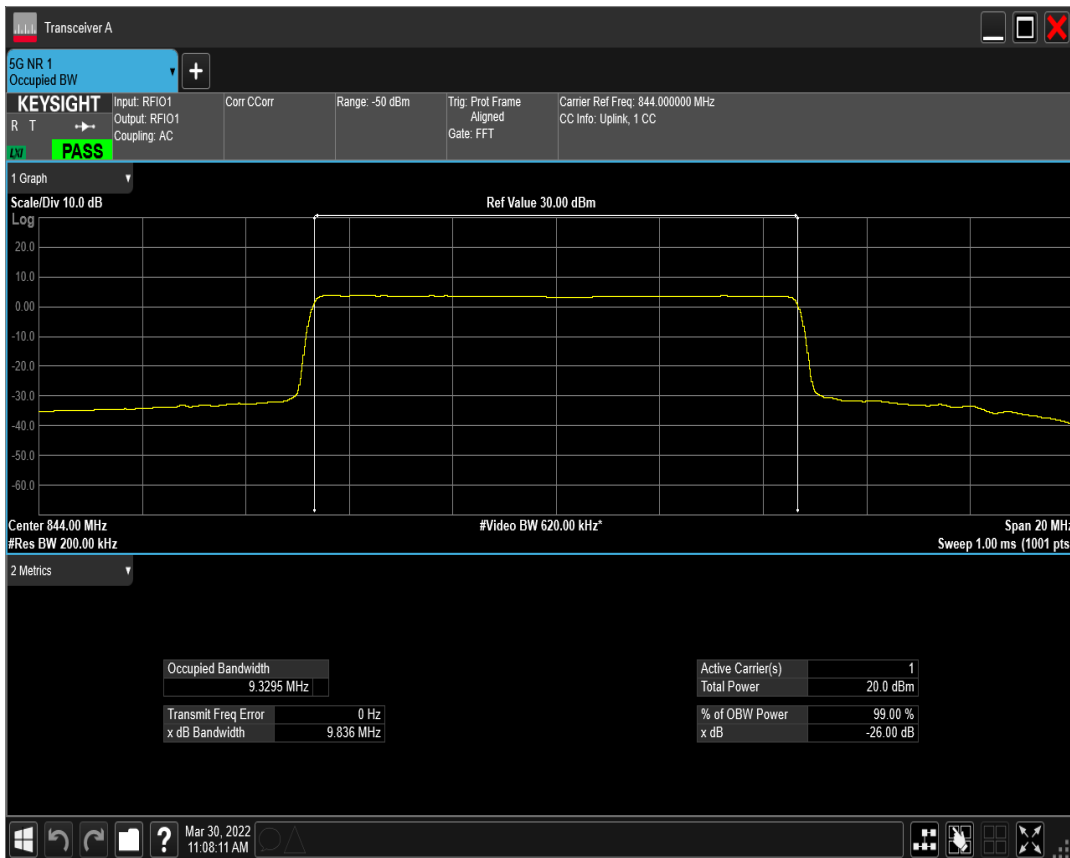 Transceiver A
5G NR 1
Occupied BW
+
KEYSIGHT
R T
LXI
PASS
Input: RFIO1
Output: RFIO1
Coupling: AC
Corr CCorr
Range: -50 dBm
Trig: Prot Frame
Aligned
Gate: FFT
Carrier Ref Freq: 844.000000 MHz
CC Info: Uplink, 1 CC
1 Graph
Scale/Div 10.0 dB
Ref Value 30.00 dBm
Log
20.0
10.0
0.00
-10.0
-20.0
-30.0
-40.0
-50.0
-60.0
Center 844.00 MHz
#Video BW 620.00 kHz*
Span 20 MHz
#Res BW 200.00 kHz
Sweep 1.00 ms (1001 pts
2 Metrics
Occupied Bandwidth
9.3295 MHz
Transmit Freq Error 0 Hz
x dB Bandwidth 9.836 MHz
Active Carrier(s) 1
Total Power 20.0 dBm
% of OBW Power 99.00 %
x dB -26.00 dB
?
Mar 30, 2022
11:08:11 AM